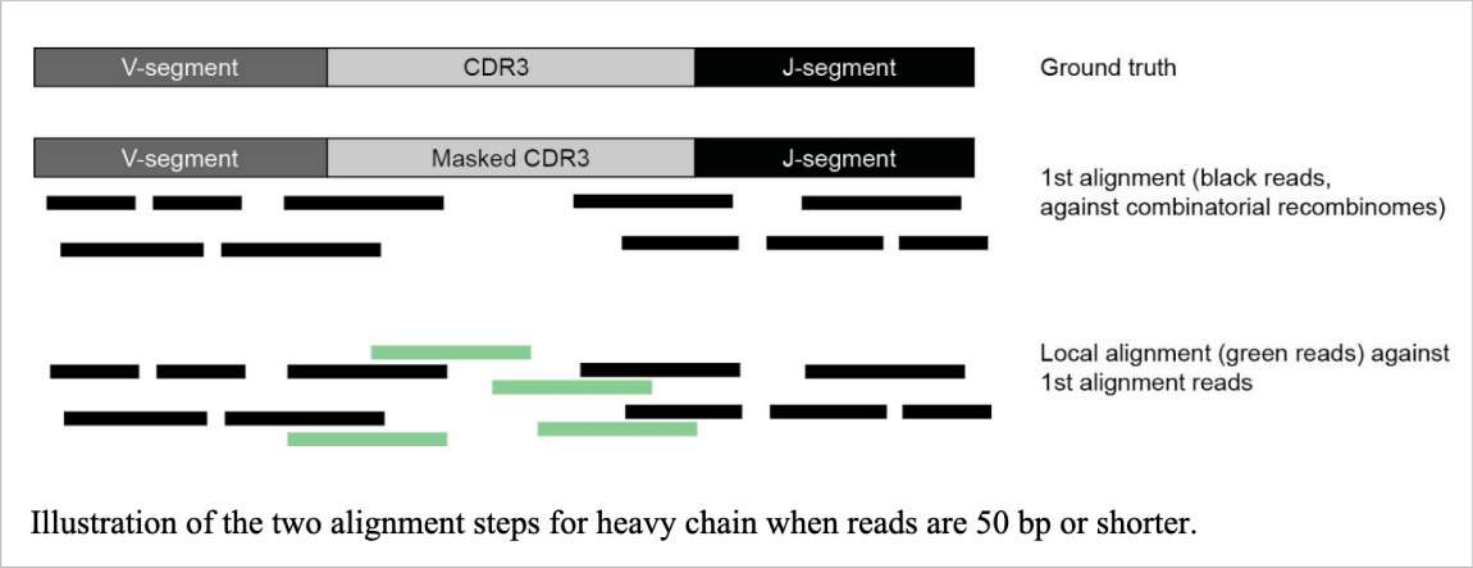 V-segment CDR3 J-segment Ground truth
V-segment Masked CDR3 J-segment
1st alignment (black reads,
against combinatorial recombinomes)
Local alignment (green reads) against
1st alignment reads
Illustration of the two alignment steps for heavy chain when reads are 50 bp or shorter.